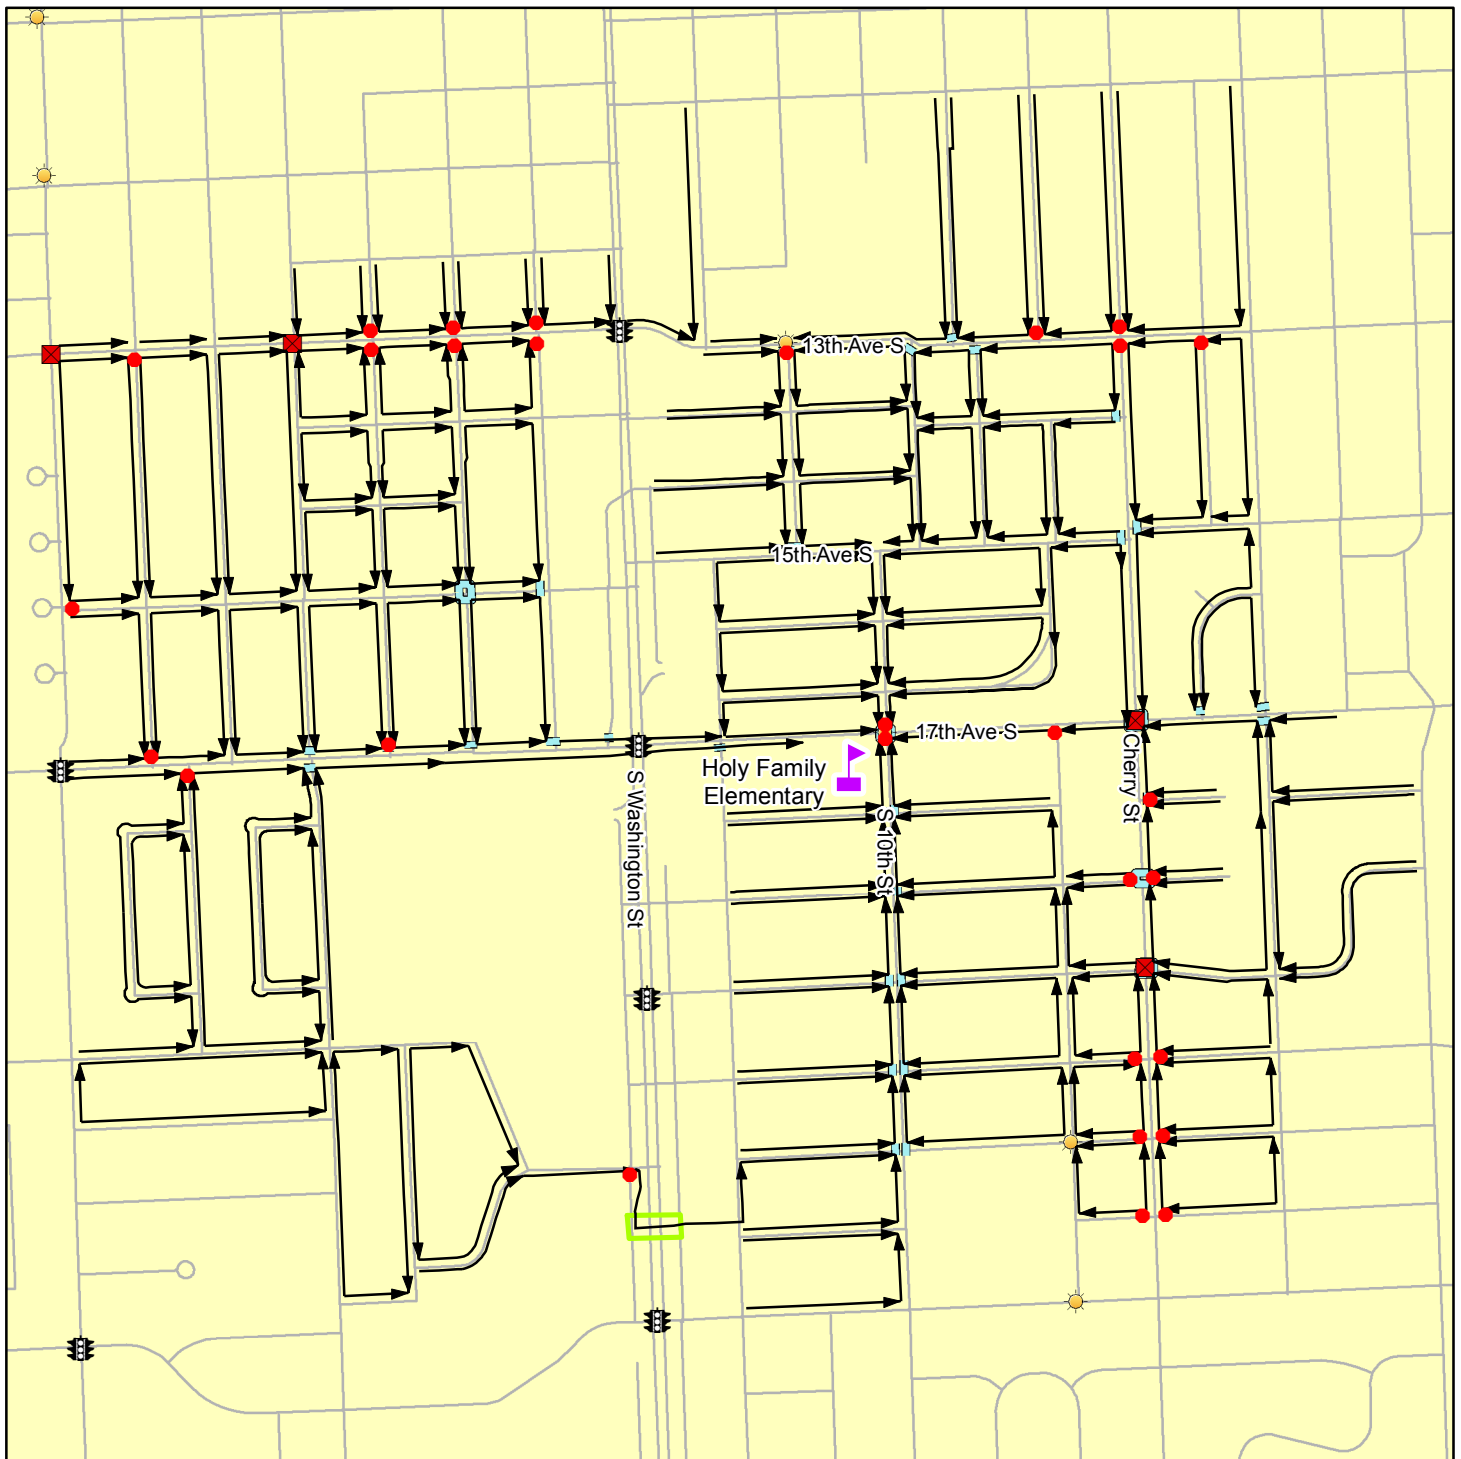 13th Ave S
15th Ave S
17th Ave S
Holy Family
Elementary
S Washington St
S 10th St
Cherry St